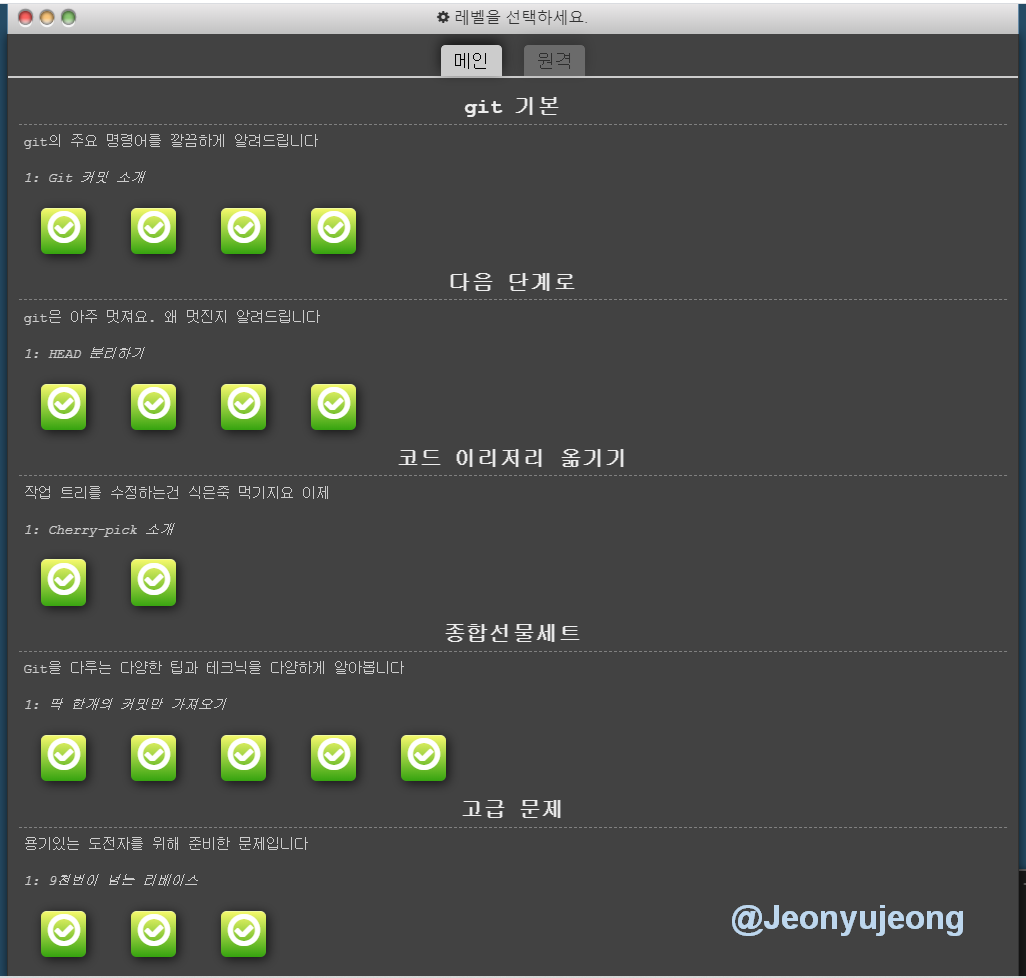 레벨을 선택하세요.
메인
원격
git 기본
git의 주요 명령어를 깔끔하게 알려드립니다
1: Git 커밋 소개
다음 단계로
git은 아주 멋져요. 왜 멋진지 알려드립니다
1: HEAD 분리하기
코드 이리저리 옮기기
작업 트리를 수정하는건 식은죽 먹기지요 이제
1: Cherry-pick 소개
종합선물세트
Git을 다루는 다양한 팁과 테크닉을 다양하게 알아봅니다
1: 딱 한개의 커밋만 가져오기
고급 문제
용기있는 도전자를 위해 준비한 문제입니다
1: 9천번이 넘는 리베이스
@Jeonyujeong